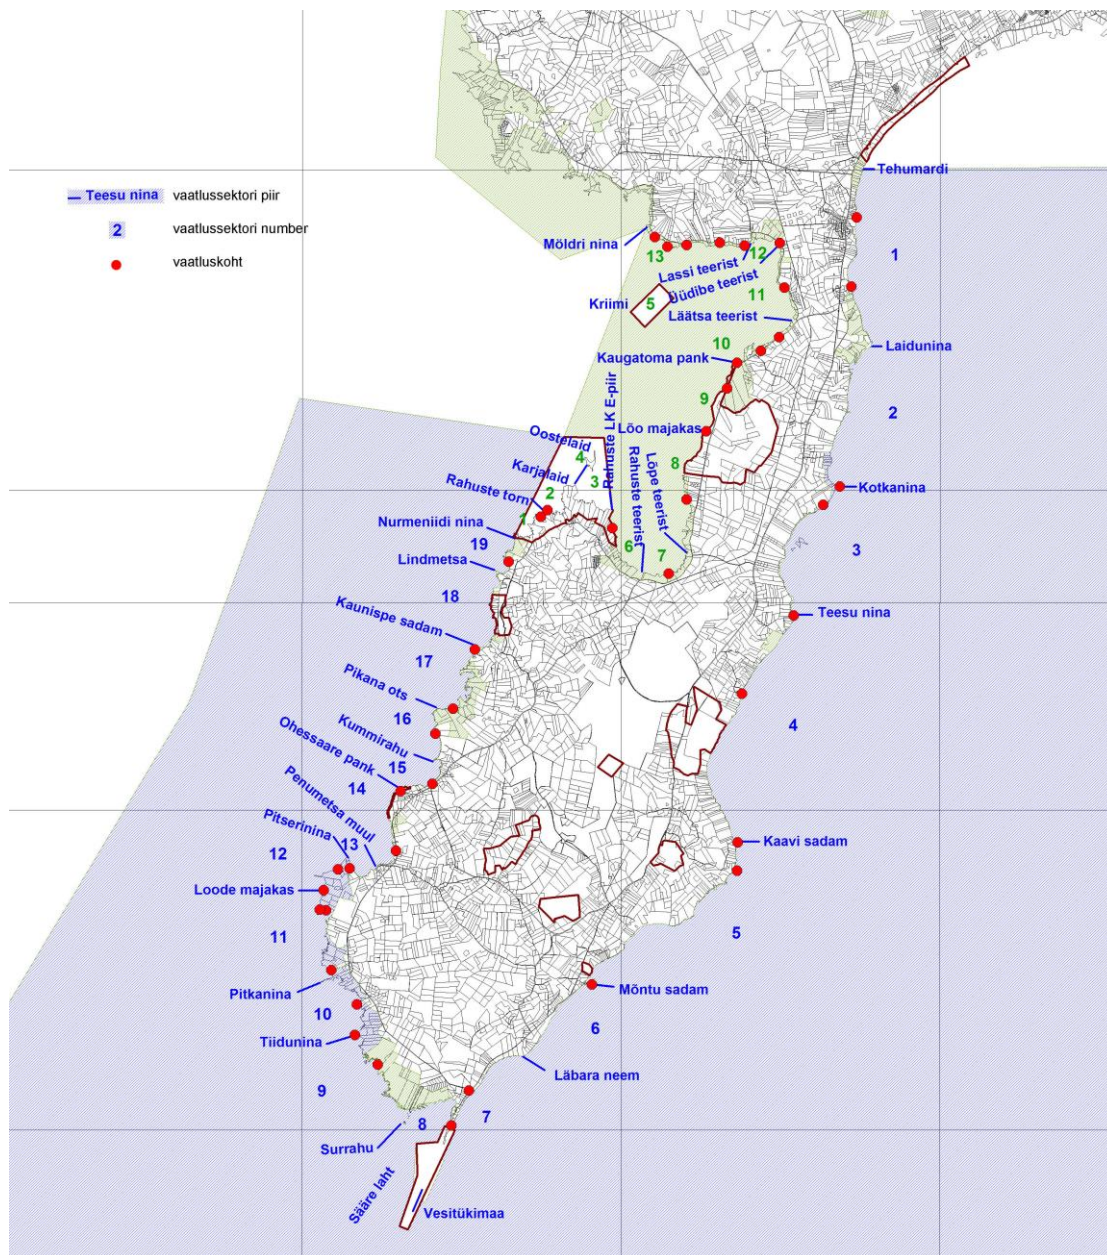 Teesu nina vaatlussektori piir
2 vaatlussektori number
vaatluskoht
Tehumardi
Möldri nina
13
Lassi teerist
12
Üüdibe teerist
1
11
Kriimi
5
Läätsa teerist
Laidunina
10
Kaugatoma pank
9
2
Rahuste LK E-piir
Lõo majakas
Oostelaid
4
Karjalaid
3
8
Rahuste torn
2
Lõpe teerist
Rahuste teerist
Kotkanina
1
Nurmeniidi nina
19
6
7
3
Lindmetsa
18
Kaunispe sadam
Teesu nina
17
Pikana ots
16
4
Kummirahu
Ohessaare pank
15
14
Penumetsa muul
Pitserinina
13
12
Kaavi sadam
Loode majakas
11
5
Pitkanina
Mõntu sadam
10
6
Tiidunina
Läbara neem
9
7
8
Surrahu
Sääre laht
Vesitükimaa